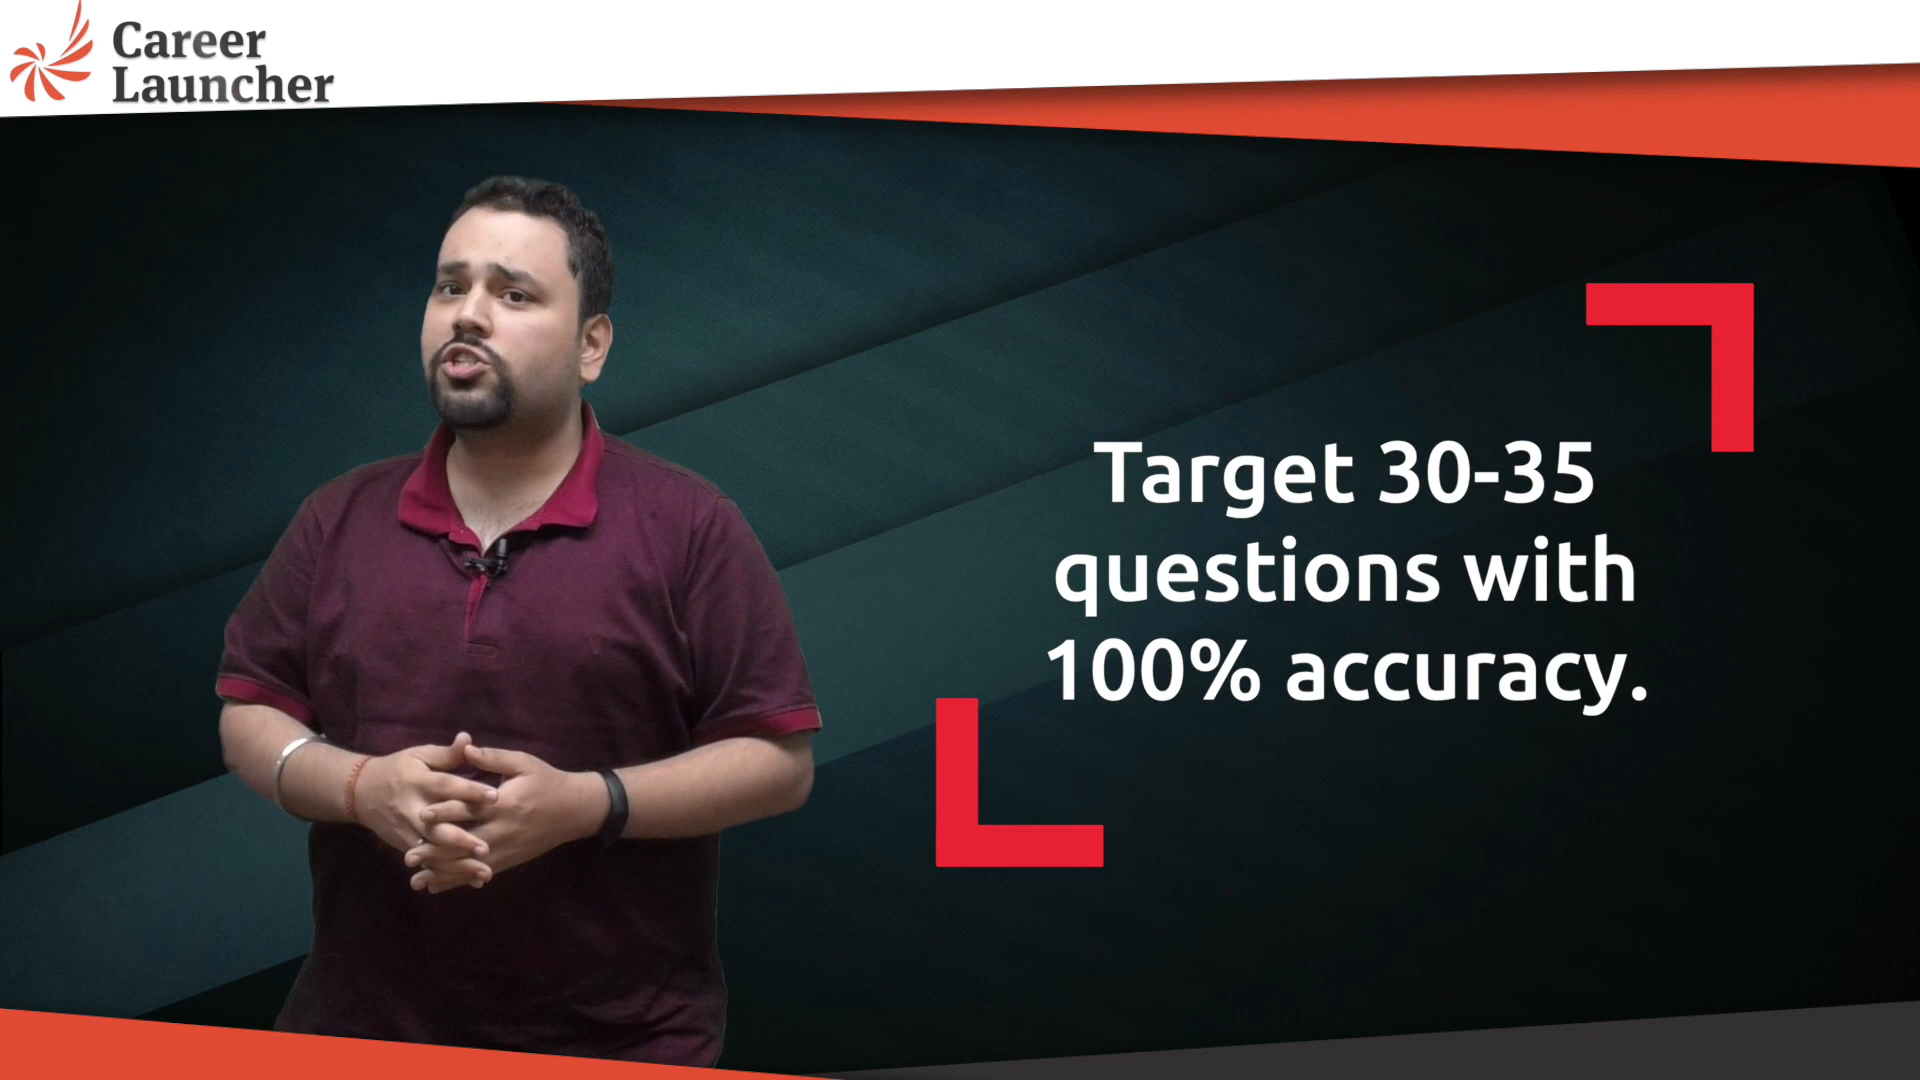 Career
Launcher
Target 30-35
questions with
100% accuracy.